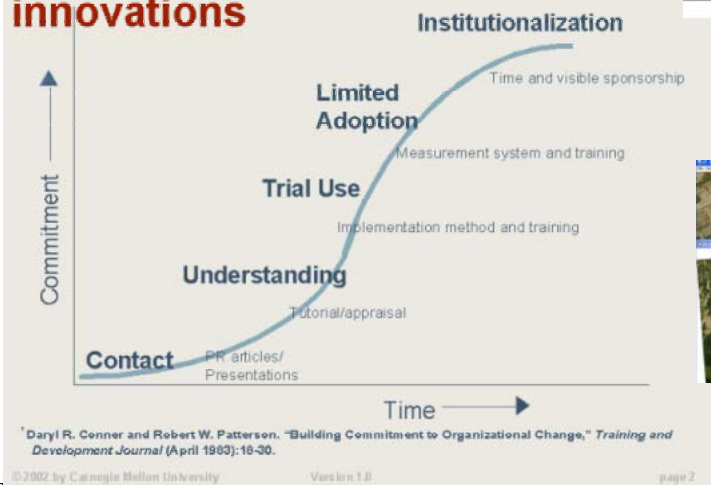 innovations
Institutionalization
Time and visible sponsorship
Limited
Adoption
Measurement system and training
Trial Use
Implementation method and training
Understanding
Tutorial/appraisal
Contact
PR articles/
Presentations
Commitment
Time
Daryl R. Conner and Robert W. Patterson. "Building Commitment to Organizational Change," Training and
Development Journal (April 1983):18-30.
©2002 by Carnegie Mellon University
Version 1.0
page 2